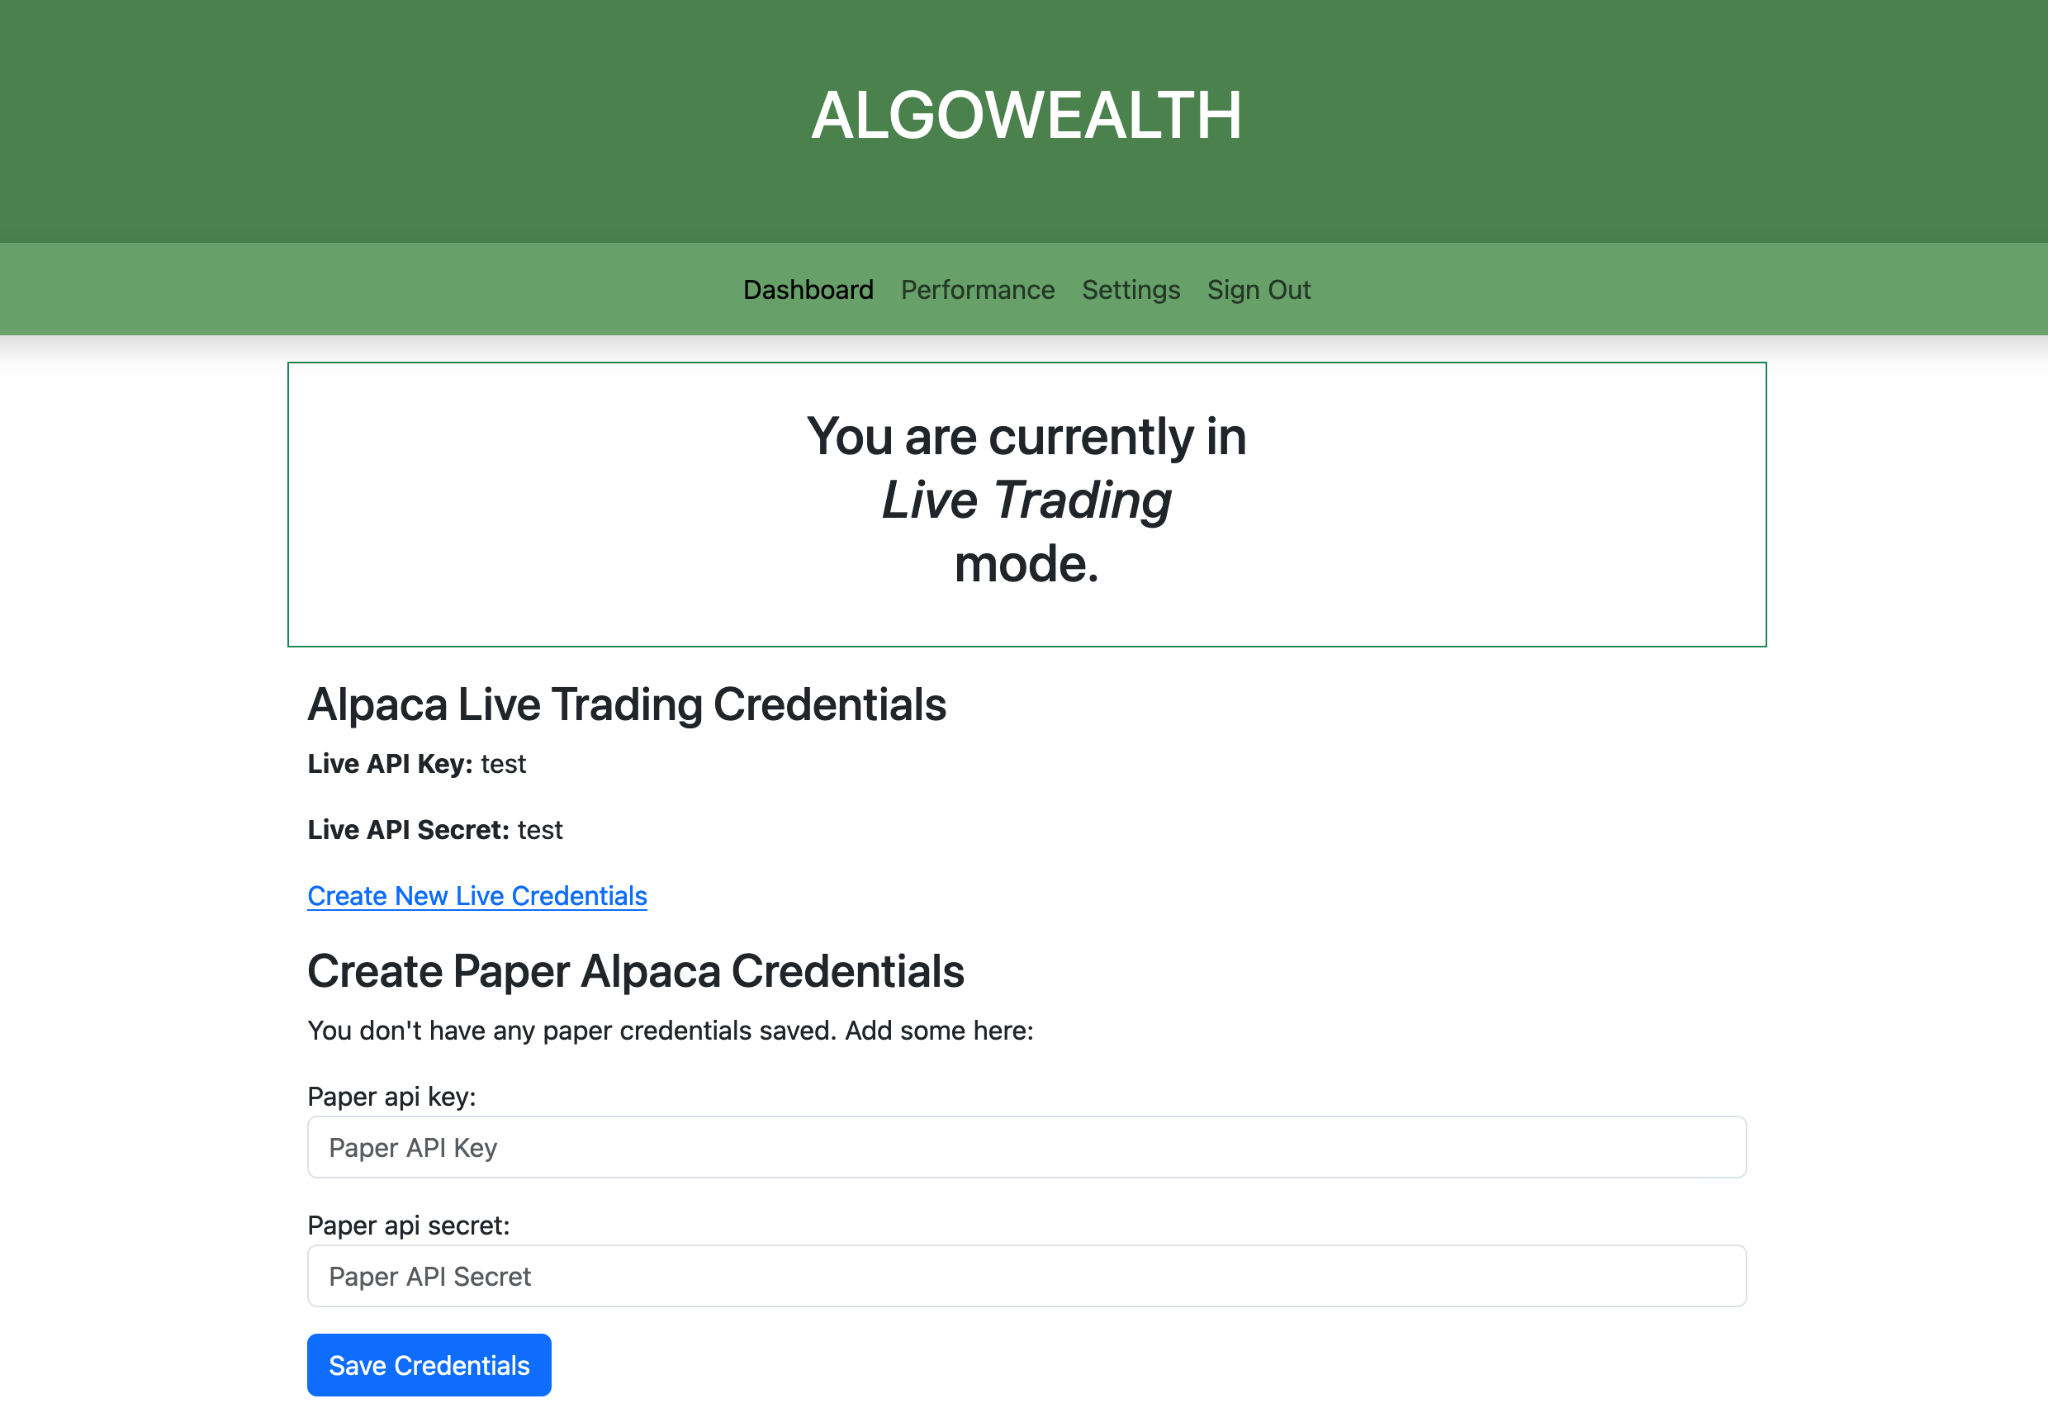 ALGOWEALTH
Dashboard Performance Settings Sign Out
You are currently in
Live Trading
mode.
Alpaca Live Trading Credentials
Live API Key: test
Live API Secret: test
Create New Live Credentials
Create Paper Alpaca Credentials
You don't have any paper credentials saved. Add some here:
Paper api key:
Paper API Key
Paper api secret:
Paper API Secret
Save Credentials